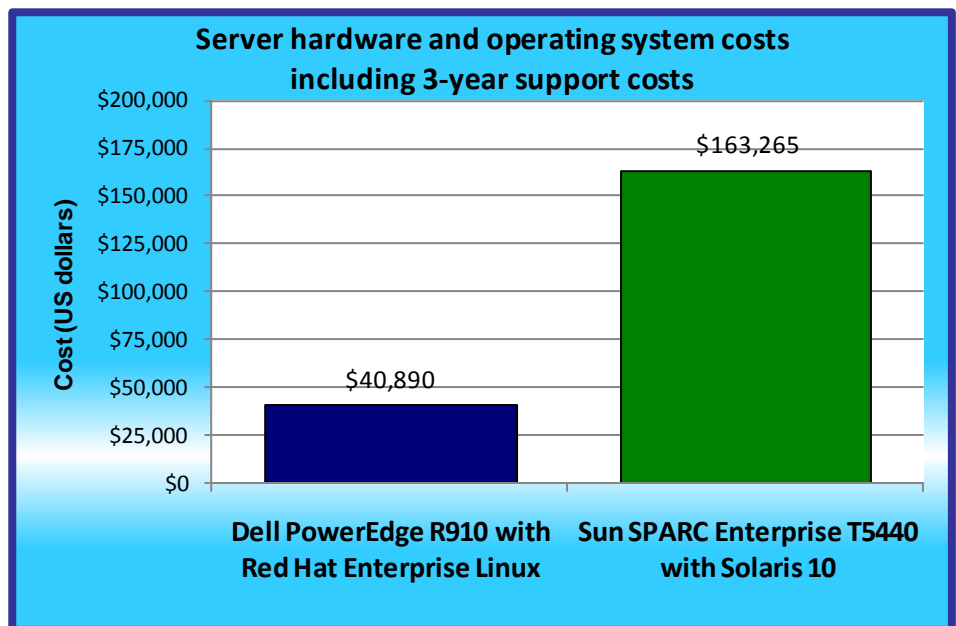 Server hardware and operating system costs
including 3-year support costs
$200,000
$175,000
$150,000
$125,000
$100,000
$75,000
$50,000
$25,000
$0
Cost (US dollars)
$40,890
$163,265
Dell PowerEdge R910 with
Red Hat Enterprise Linux
Sun SPARC Enterprise T5440
with Solaris 10